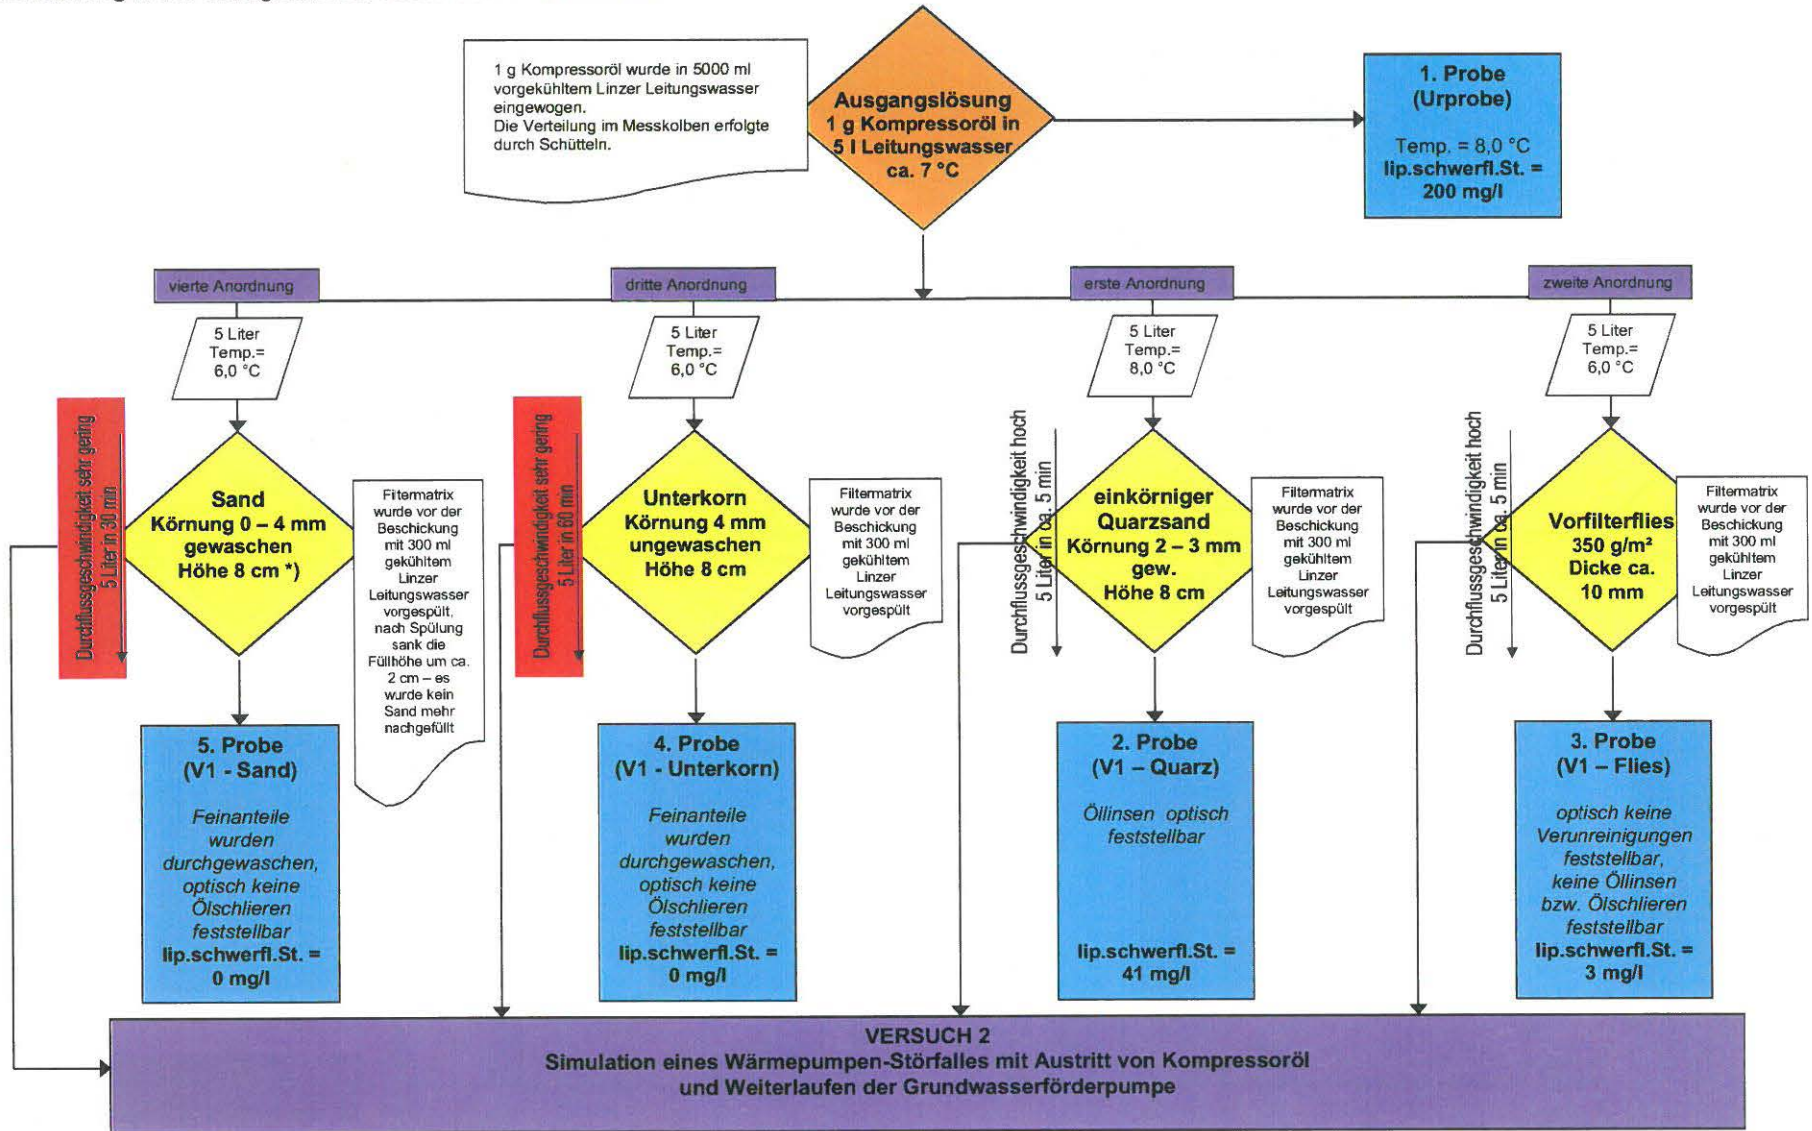 1 g Kompressoröl wurde in 5000 ml
vorgekühltem Linzer Leitungswasser
eingewogen.
Die Verteilung im Messkolben erfolgte
durch Schütteln.
Ausgangslösung
1 g Kompressoröl in
5 l Leitungswasser
ca. 7 °C
1. Probe
(Urprobe)
Temp. = 8,0 °C
lip.schwerfl.St. =
200 mg/l
vierte Anordnung
dritte Anordnung
erste Anordnung
zweite Anordnung
5 Liter
Temp.=
6,0 °C
5 Liter
Temp.=
6,0 °C
5 Liter
Temp.=
8,0 °C
5 Liter
Temp.=
6,0 °C
Durchflussgeschwindigkeit sehr gering
5 Liter in 30 min
Sand
Körnung 0 – 4 mm
gewaschen
Höhe 8 cm *)
Filtermatrix
wurde vor der
Beschickung
mit 300 ml
gekühltem
Linzer
Leitungswasser
vorgespült,
nach Spülung
sank die
Füllhöhe um ca.
2 cm – es
wurde kein
Sand mehr
nachgefüllt
Durchflussgeschwindigkeit sehr gering
5 Liter in 60 min
Unterkorn
Körnung 4 mm
ungewaschen
Höhe 8 cm
Filtermatrix
wurde vor der
Beschickung
mit 300 ml
gekühltem
Linzer
Leitungswasser
vorgespült
Durchflussgeschwindigkeit hoch
5 Liter in ca. 5 min
einkörniger
Quarzsand
Körnung 2 – 3 mm
gew.
Höhe 8 cm
Filtermatrix
wurde vor der
Beschickung
mit 300 ml
gekühltem
Linzer
Leitungswasser
vorgespült
Durchflussgeschwindigkeit hoch
5 Liter in ca. 5 min
Vorfilterflies
350 g/m²
Dicke ca.
10 mm
Filtermatrix
wurde vor der
Beschickung
mit 300 ml
gekühltem
Linzer
Leitungswasser
vorgespült
5. Probe
(V1 - Sand)
Feinanteile
wurden
durchgewaschen,
optisch keine
Ölschlieren
feststellbar
lip.schwerfl.St. =
0 mg/l
4. Probe
(V1 - Unterkorn)
Feinanteile
wurden
durchgewaschen,
optisch keine
Ölschlieren
feststellbar
lip.schwerfl.St. =
0 mg/l
2. Probe
(V1 – Quarz)
Öllinsen optisch
feststellbar
lip.schwerfl.St. =
41 mg/l
3. Probe
(V1 – Flies)
optisch keine
Verunreinigungen
feststellbar,
keine Öllinsen
bzw. Ölschlieren
feststellbar
lip.schwerfl.St. =
3 mg/l
VERSUCH 2
Simulation eines Wärmepumpen-Störfalles mit Austritt von Kompressoröl
und Weiterlaufen der Grundwasserförderpumpe